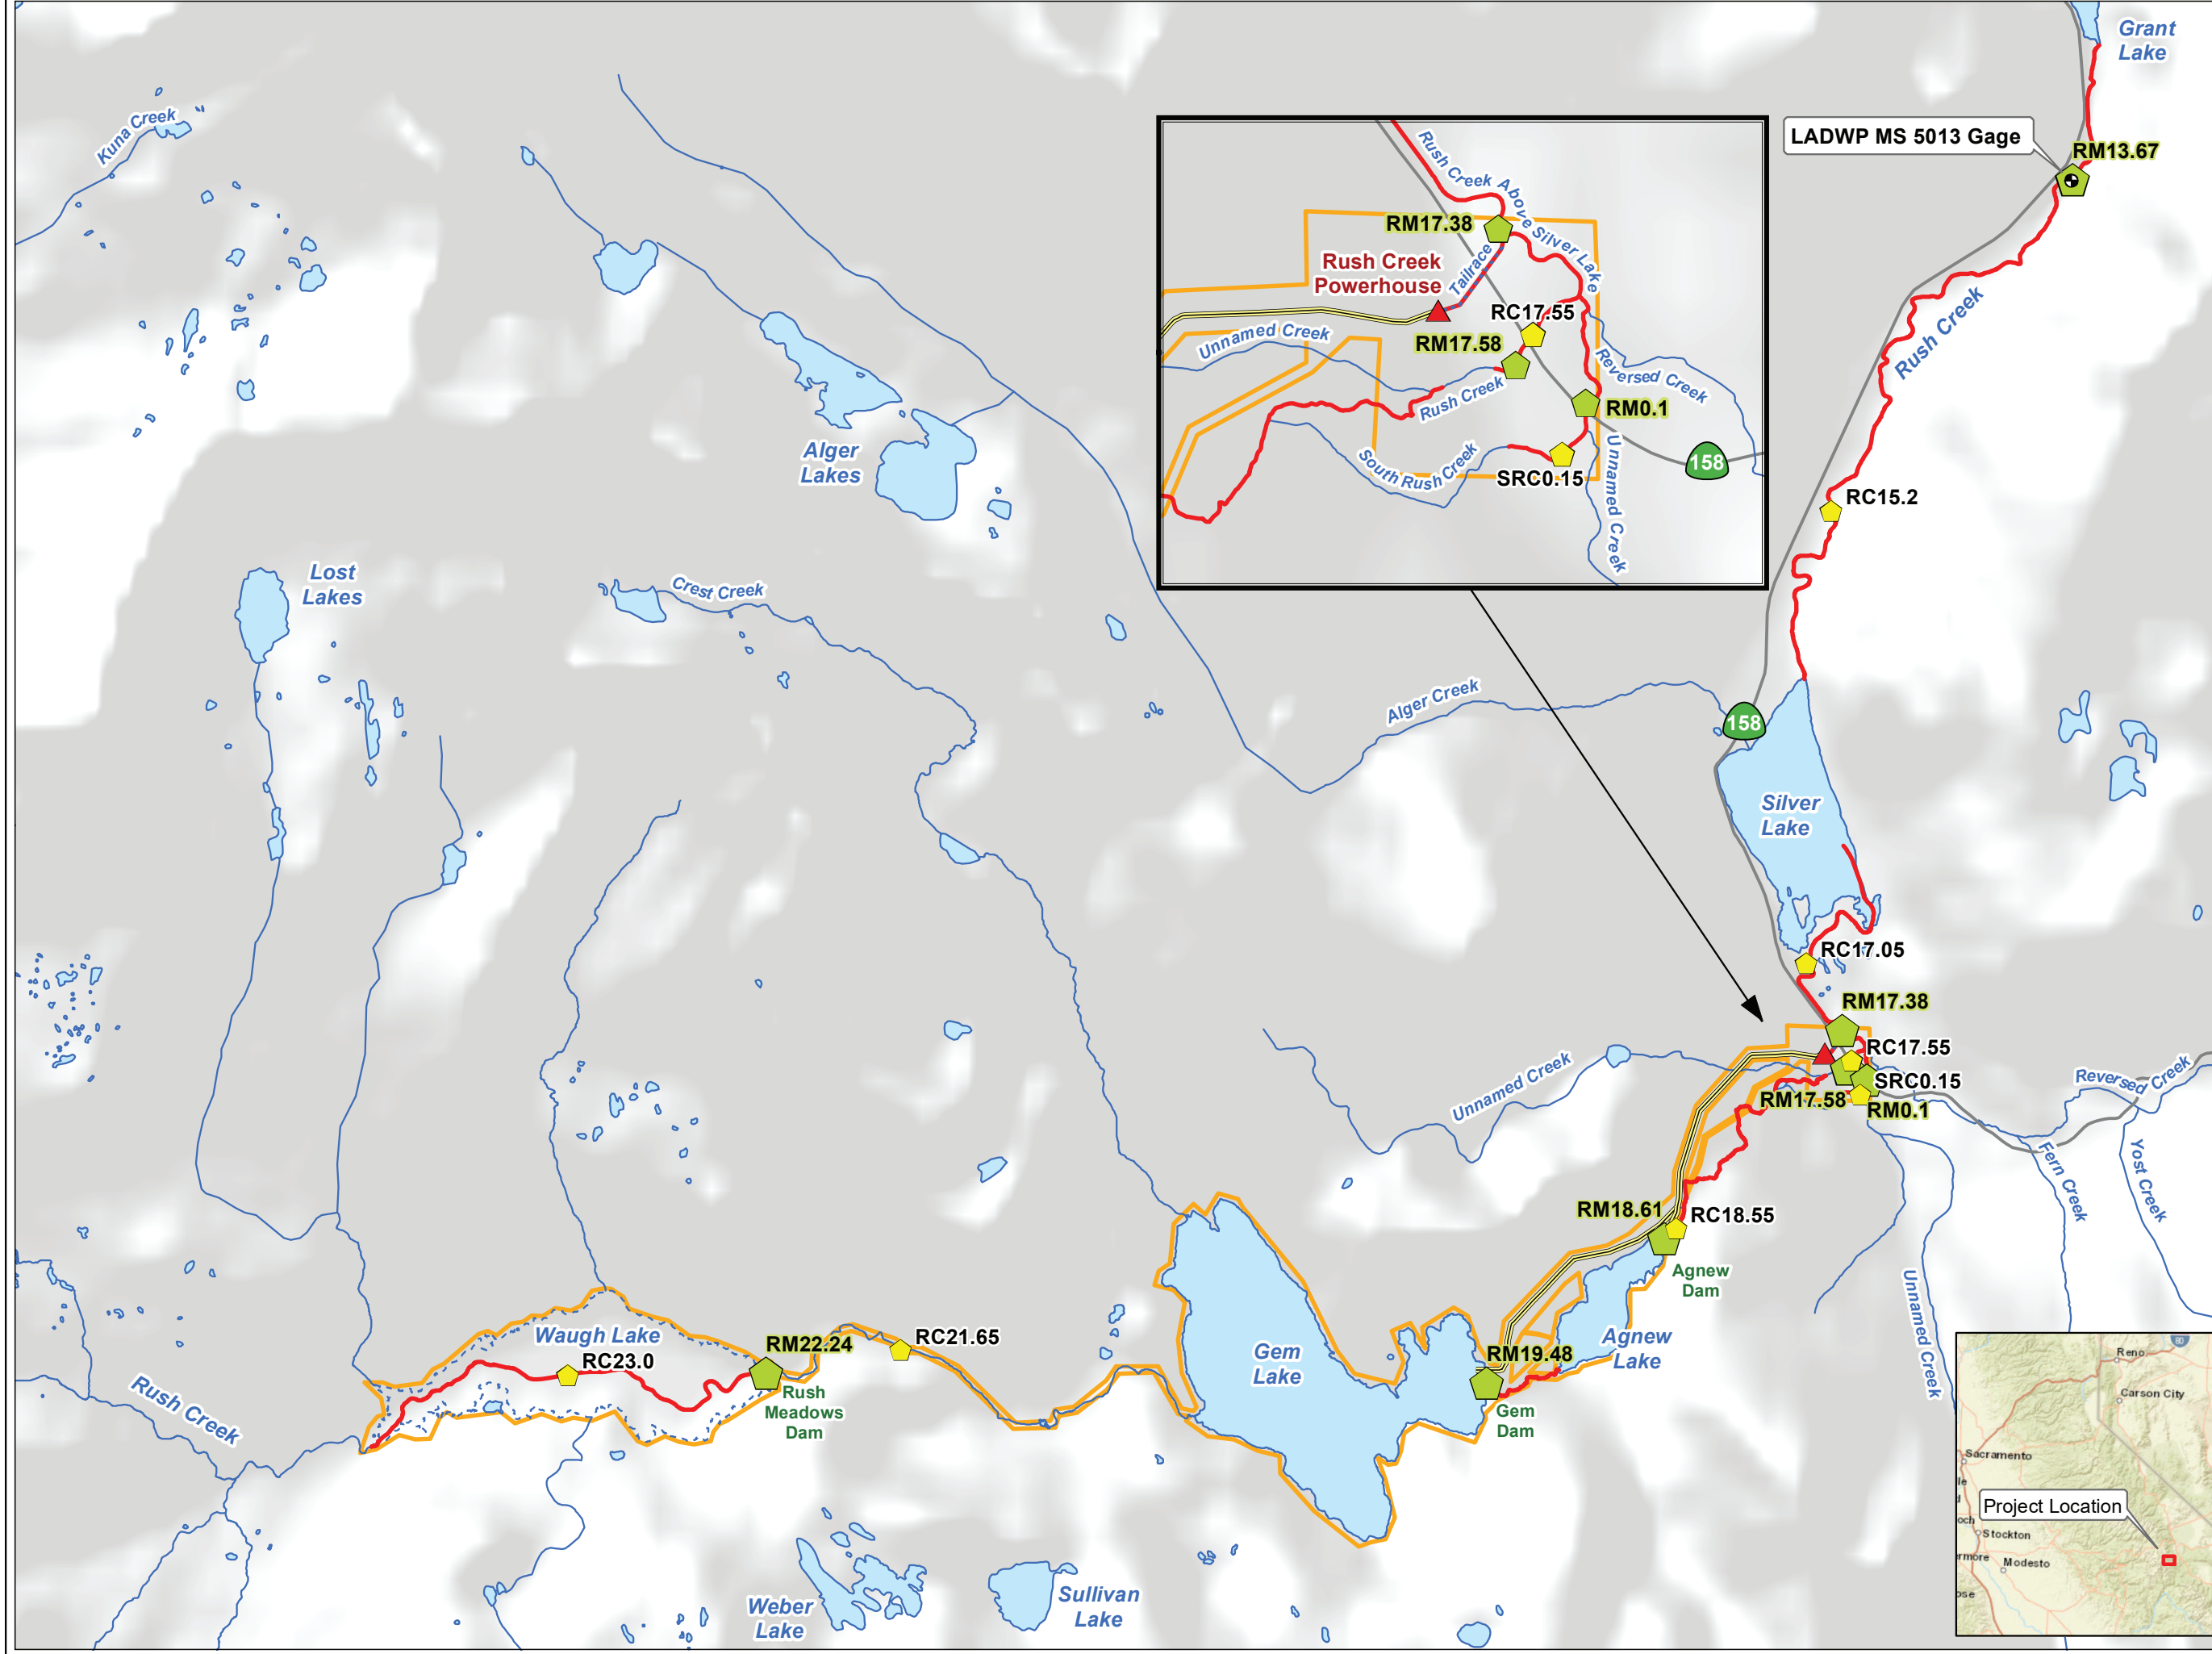 Grant
Lake
LADWP MS 5013 Gage
RM13.67
Kuna Creek
Rush Creek Above Silver Lake
RM17.38
Rush Creek
Powerhouse
Tailrace
RC17.55
Unnamed Creek
RM17.58
Reversed Creek
Rush Creek
RM0.1
South Rush Creek
SRC0.15
Unnamed Creek
158
Rush Creek
Alger
Lakes
RC15.2
Lost
Lakes
Crest Creek
Alger Creek
158
Silver
Lake
RC17.05
RM17.38
RC17.55
SRC0.15
RM17.58
RM0.1
Reversed Creek
Unnamed Creek
Fern Creek
Yost Creek
RM18.61
RC18.55
Agnew
Dam
Unnamed Creek
Waugh Lake
RC23.0
RM22.24
RC21.65
Rush
Meadows
Dam
Gem
Lake
RM19.48
Gem
Dam
Agnew
Lake
Rush Creek
Weber
Lake
Sullivan
Lake
80
Reno
Carson City
Sacramento
le
d
Project Location
och
Stockton
rmore
Modesto
ose